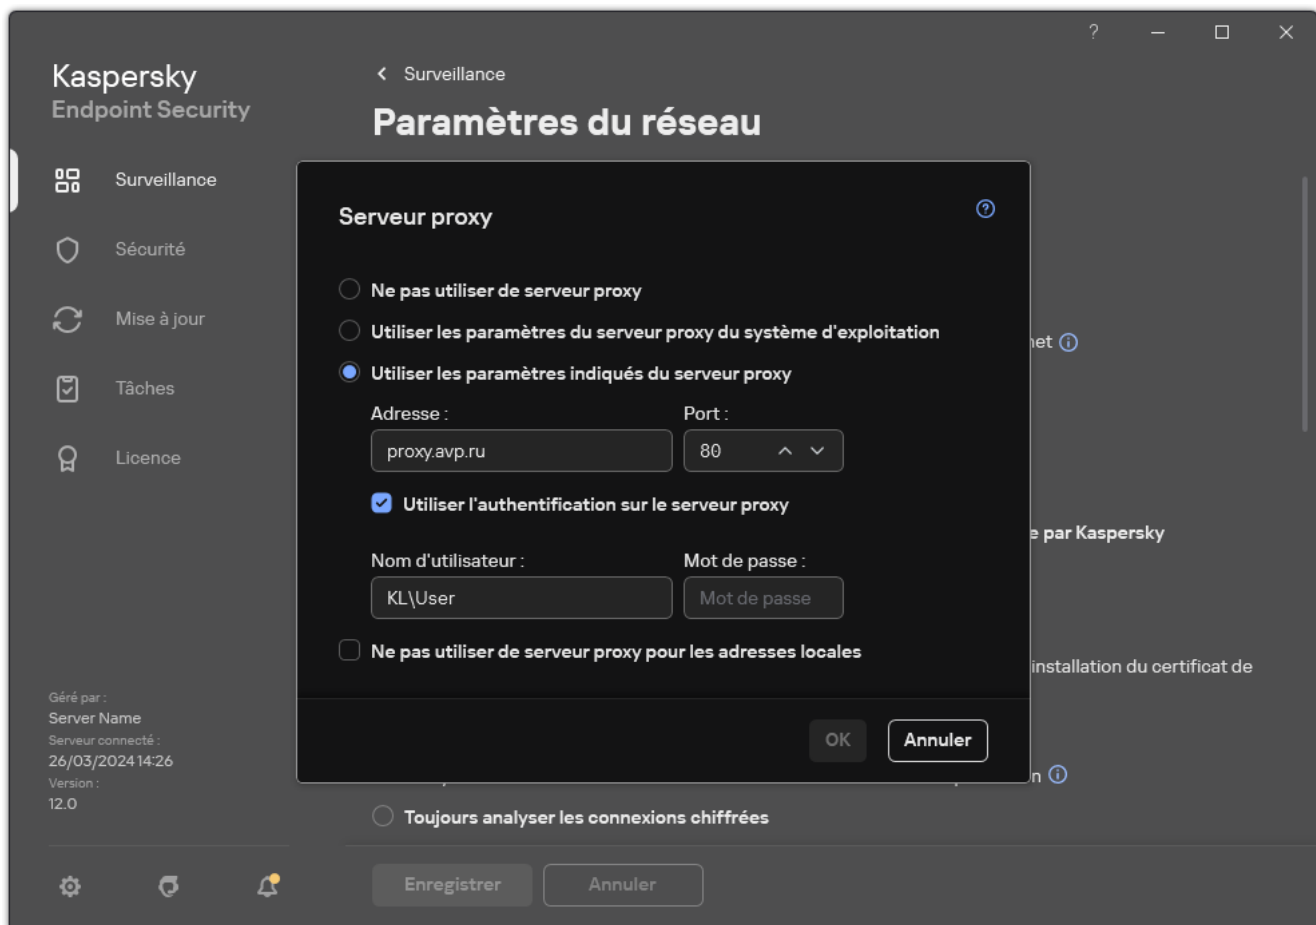 Kaspersky
Endpoint Security
Surveillance
Sécurité
Mise à jour
Tâches
Licence
Géré par :
Server Name
Serveur connecté :
26/03/2024 14:26
Version :
12.0
Surveillance
Paramètres du réseau
Serveur proxy
Ne pas utiliser de serveur proxy
Utiliser les paramètres du serveur proxy du système d'exploitation
Utiliser les paramètres indiqués du serveur proxy
Adresse :
Port :
proxy.avp.ru
80
Utiliser l'authentification sur le serveur proxy
Nom d'utilisateur :
Mot de passe :
KL\User
Mot de passe
Ne pas utiliser de serveur proxy pour les adresses locales
OK
Annuler
par Kaspersky
installation du certificat de
Toujours analyser les connexions chiffrées
Enregistrer
Annuler